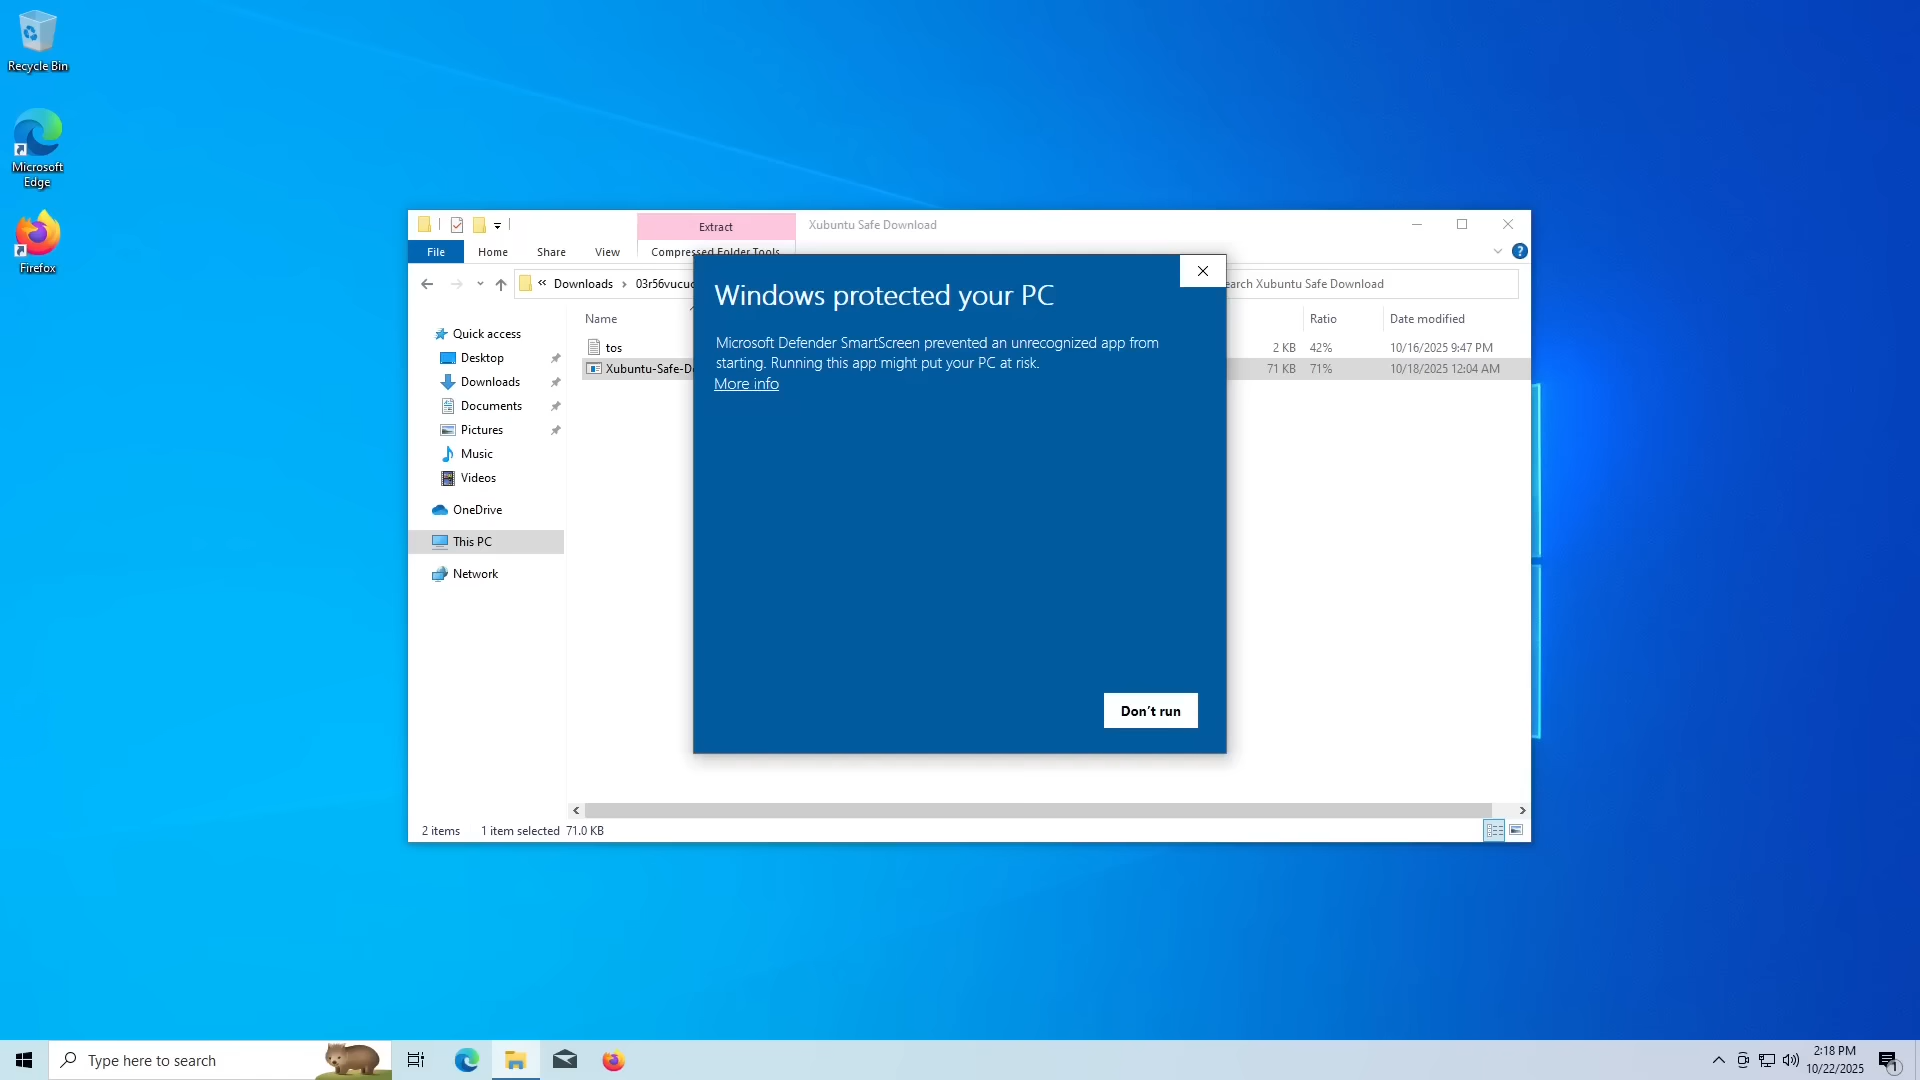 Recycle Bin
Microsoft
Edge
Firefox
Extract
Xubuntu Safe Download
File
Home
Share
View
Compressed Folder Tools
Downloads
Xubuntu Safe Download
Name
Ratio
Date modified
Quick access
Desktop
Downloads
Documents
Pictures
Music
Videos
OneDrive
This PC
Network
tos
2 KB
42%
10/16/2025 9:47 PM
71 KB
71%
10/18/2025 12:04 AM
Windows protected your PC
Microsoft Defender SmartScreen prevented an unrecognized app from
starting. Running this app might put your PC at risk.
More info
Don't run
2 items
1 item selected 71.0 KB
Type here to search
2:18 PM
10/22/2025
1